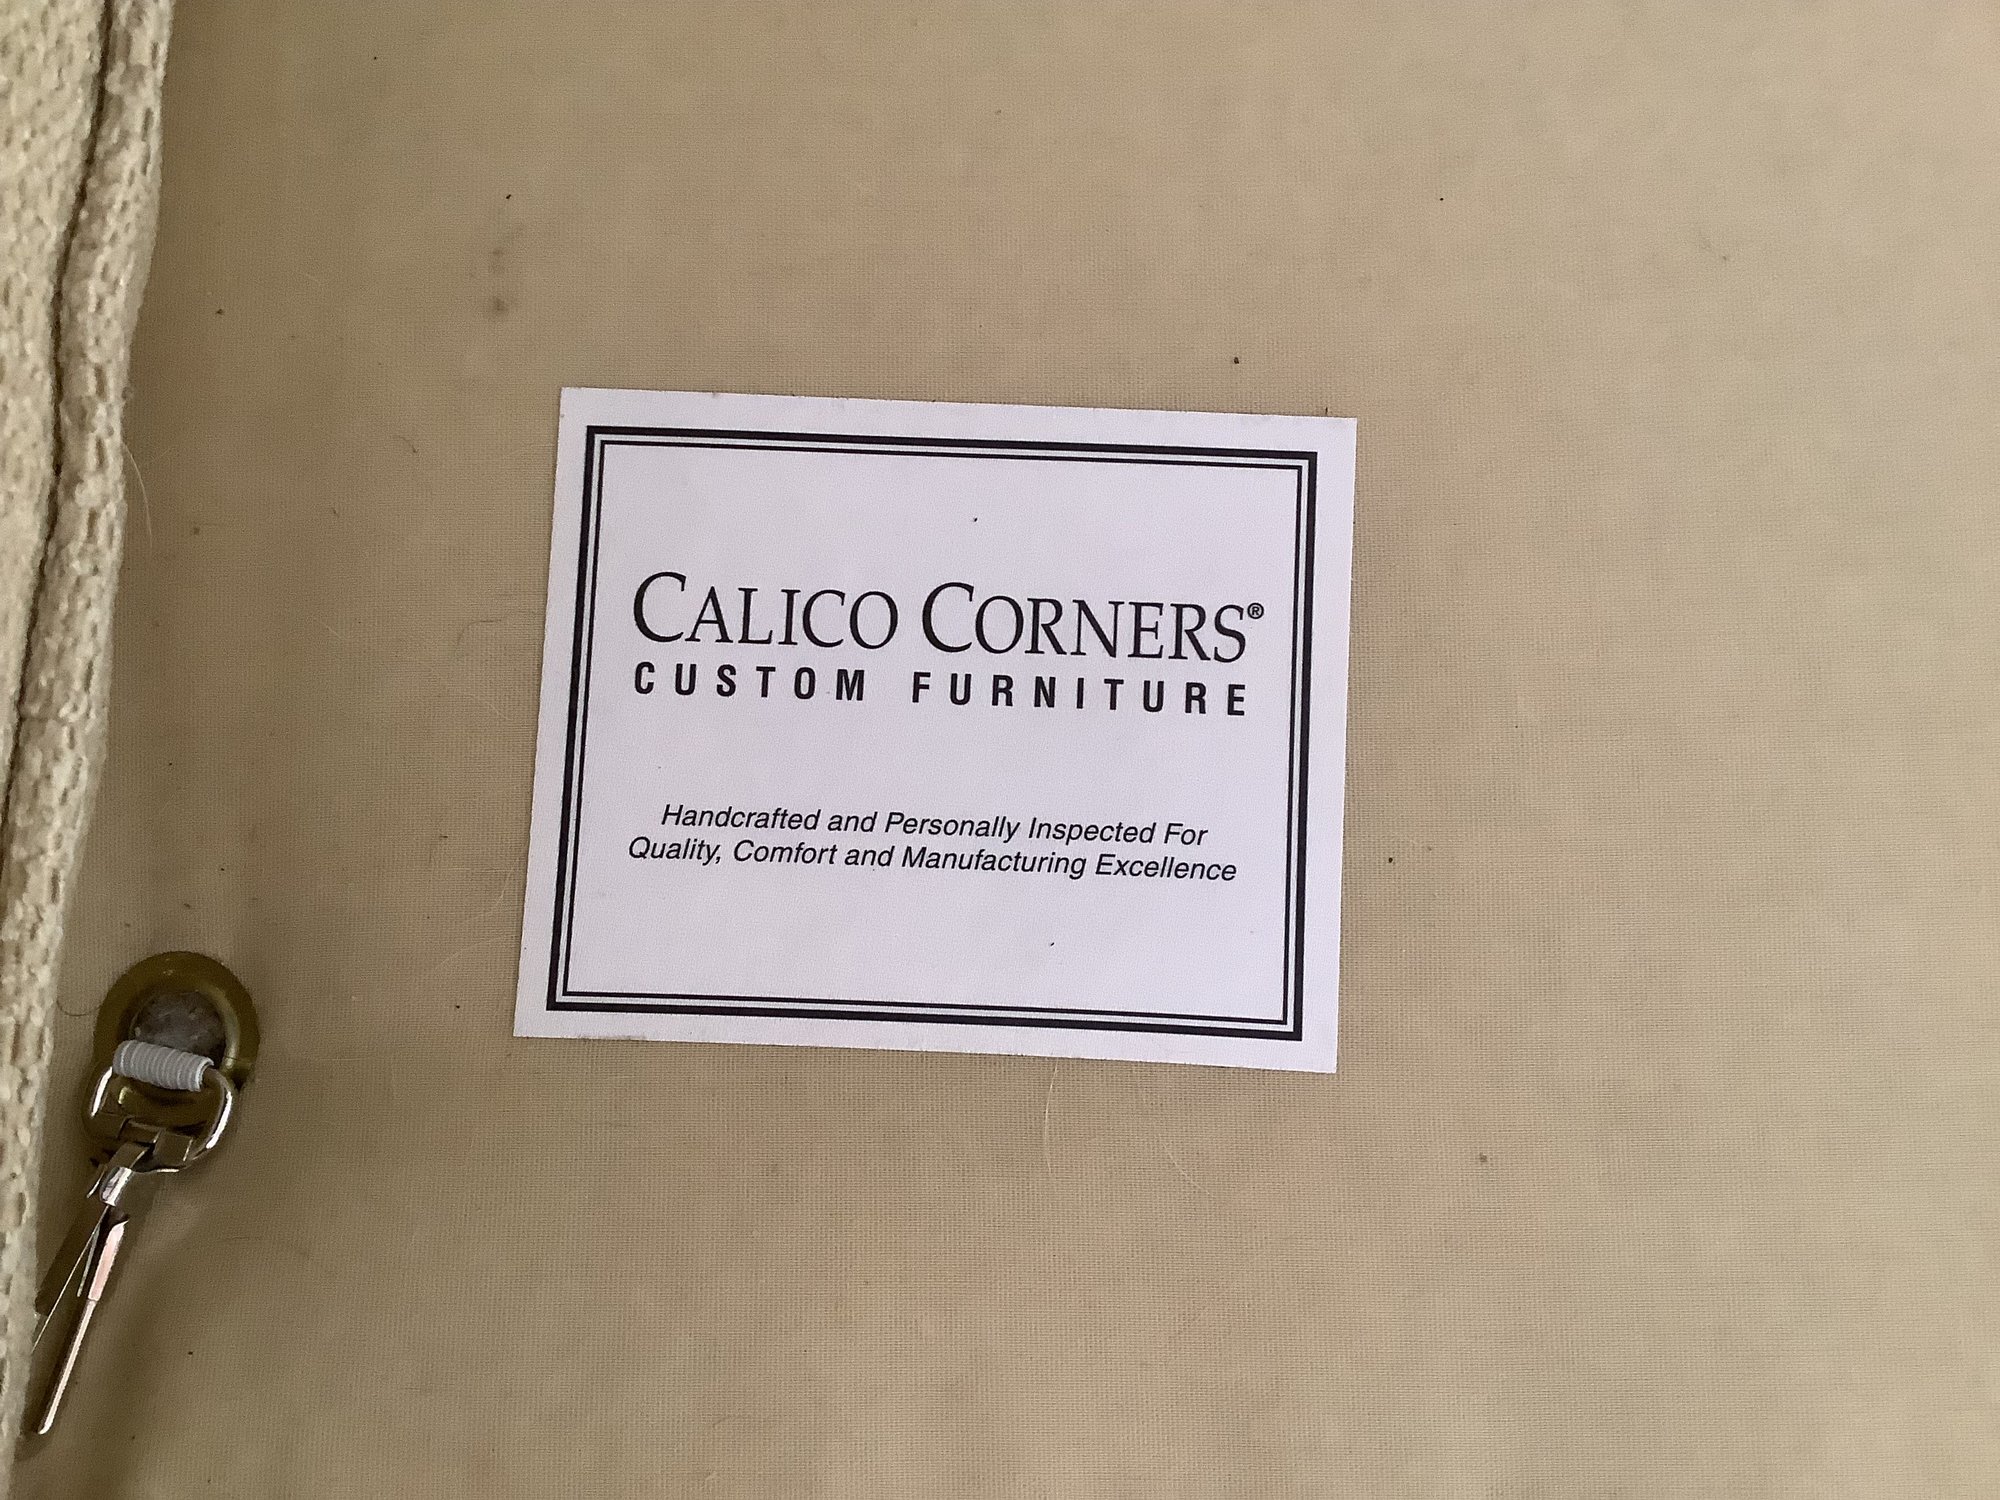 CALICO CORNERS®
CUSTOM FURNITURE
Handcrafted and Personally Inspected For
Quality, Comfort and Manufacturing Excellence